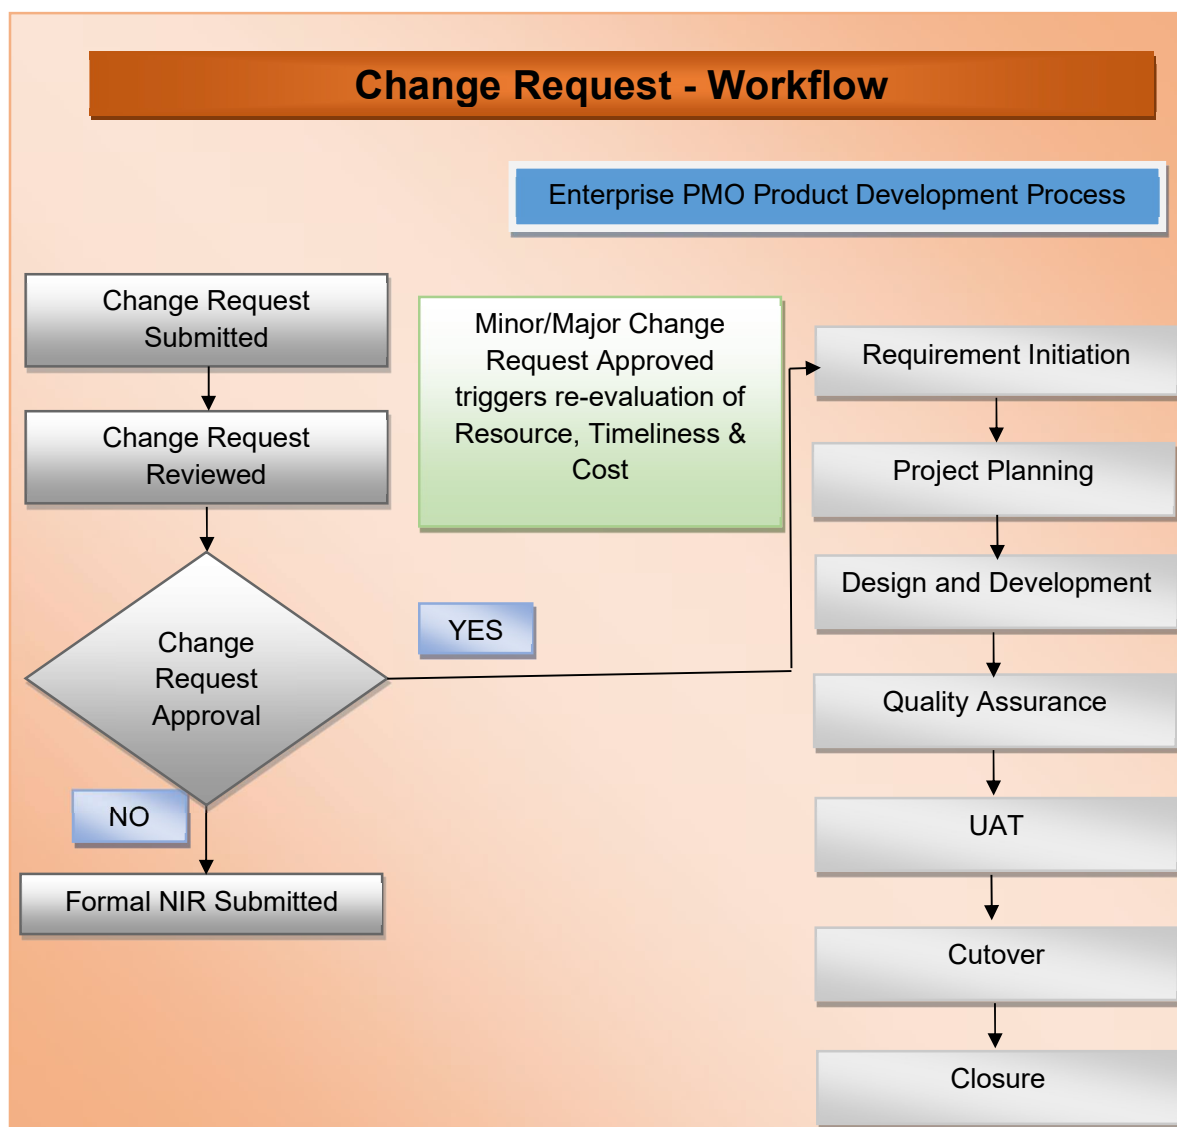 Change Request - Workflow
Enterprise PMO Product Development Process
Change Request
Submitted
Change Request
Reviewed
Change
Request
Approval
YES
NO
Formal NIR Submitted
Minor/Major Change
Request Approved
triggers re-evaluation of
Resource, Timeliness &
Cost
Requirement Initiation
Project Planning
Design and Development
Quality Assurance
UAT
Cutover
Closure